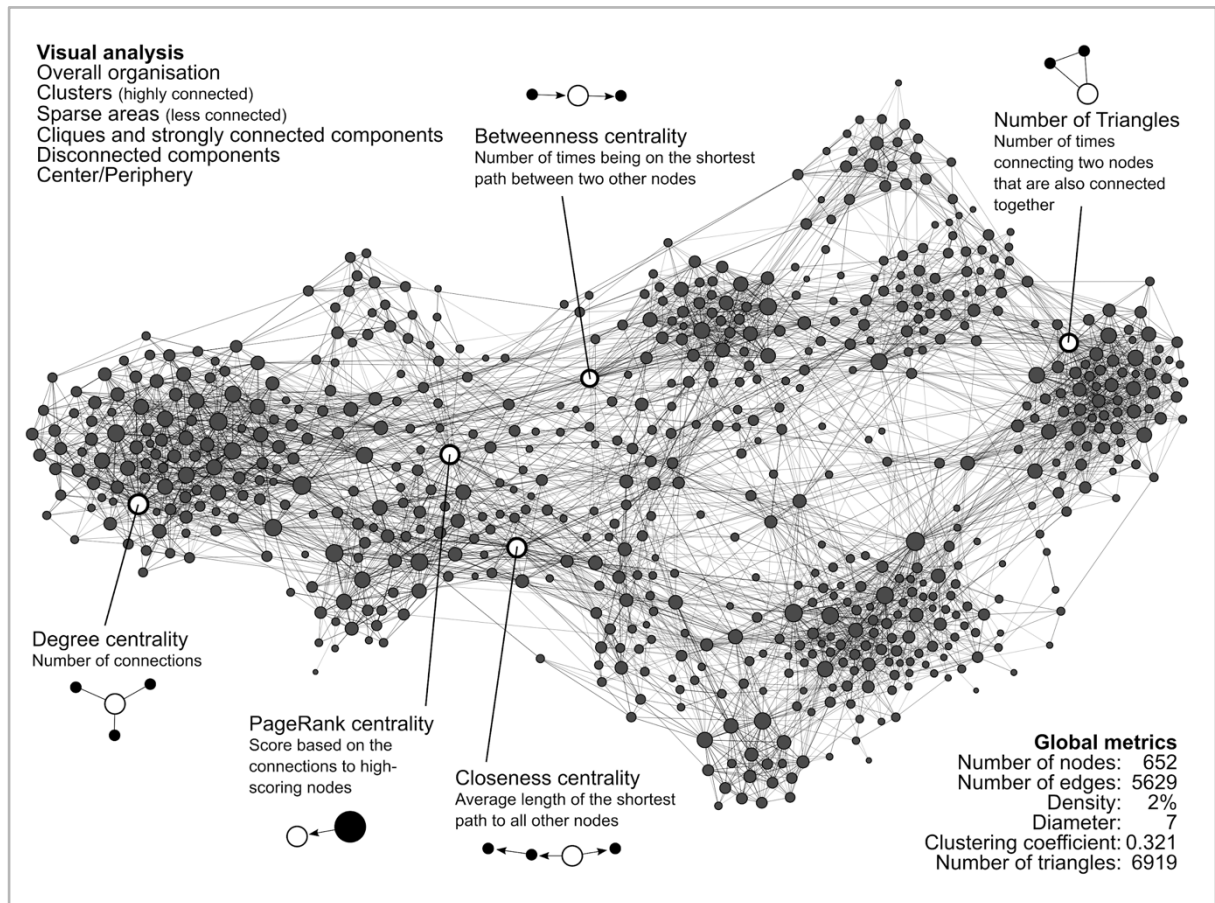 Visual analysis
Overall organisation
Clusters (highly connected)
Sparse areas (less connected)
Cliques and strongly connected components
Disconnected components
Center/Periphery
Betweenness centrality
Number of times being on the shortest
path between two other nodes
Number of Triangles
Number of times
connecting two nodes
that are also connected
together
Degree centrality
Number of connections
PageRank centrality
Score based on the
connections to high-
scoring nodes
Closeness centrality
Average length of the shortest
path to all other nodes
Global metrics
Number of nodes: 652
Number of edges: 5629
Density: 2%
Diameter: 7
Clustering coefficient: 0.321
Number of triangles: 6919